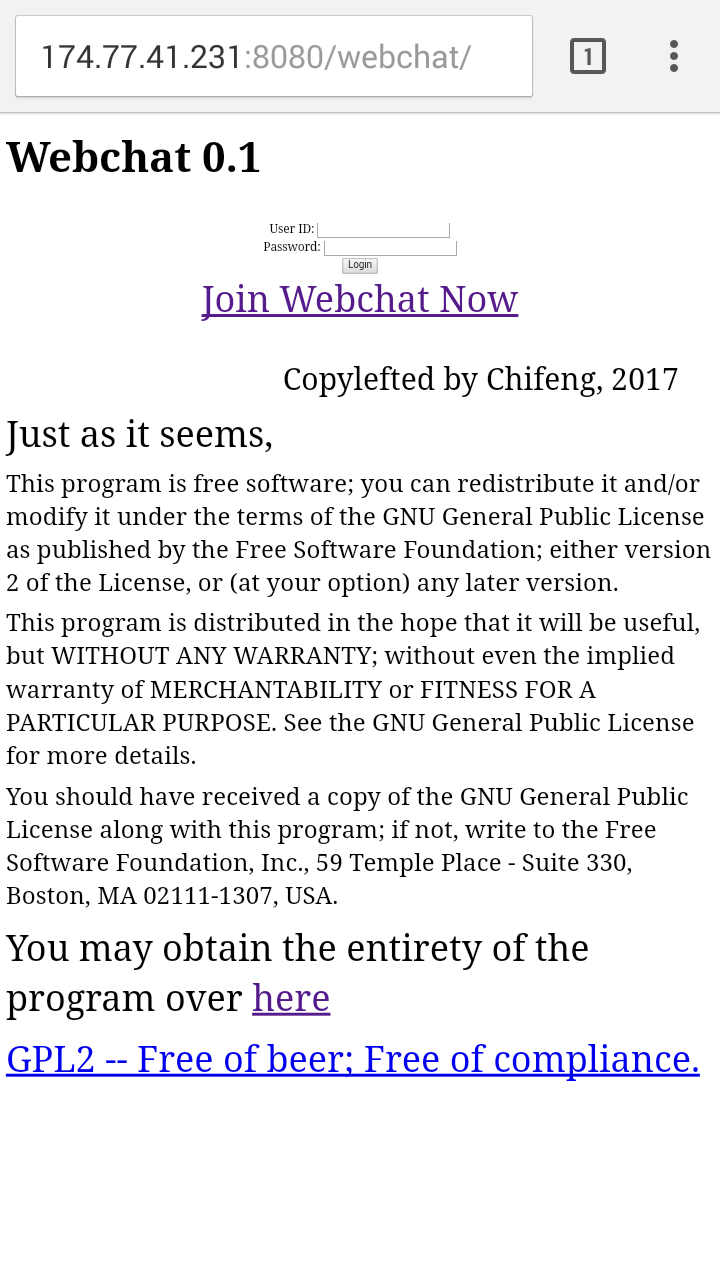 174.77.41.231:8080/webchat/
1
Webchat 0.1
User ID:
Password:
Login
Join Webchat Now
Copylefted by Chifeng, 2017
Just as it seems,
This program is free software; you can redistribute it and/or
modify it under the terms of the GNU General Public License
as published by the Free Software Foundation; either version
2 of the License, or (at your option) any later version.
This program is distributed in the hope that it will be useful,
but WITHOUT ANY WARRANTY; without even the implied
warranty of MERCHANTABILITY or FITNESS FOR A
PARTICULAR PURPOSE. See the GNU General Public License
for more details.
You should have received a copy of the GNU General Public
License along with this program; if not, write to the Free
Software Foundation, Inc., 59 Temple Place - Suite 330,
Boston, MA 02111-1307, USA.
You may obtain the entirety of the
program over here
GPL2 -- Free of beer; Free of compliance.